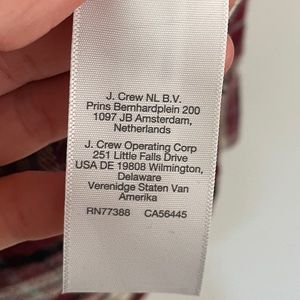 J. Crew NL B.V.
Prins Bernhardplein 200
1097 JB Amsterdam,
Netherlands
J. Crew Operating Corp
251 Little Falls Drive
USA DE 19808 Wilmington,
Delaware
Verenidge Staten Van
Amerika
RN77388 CA56445